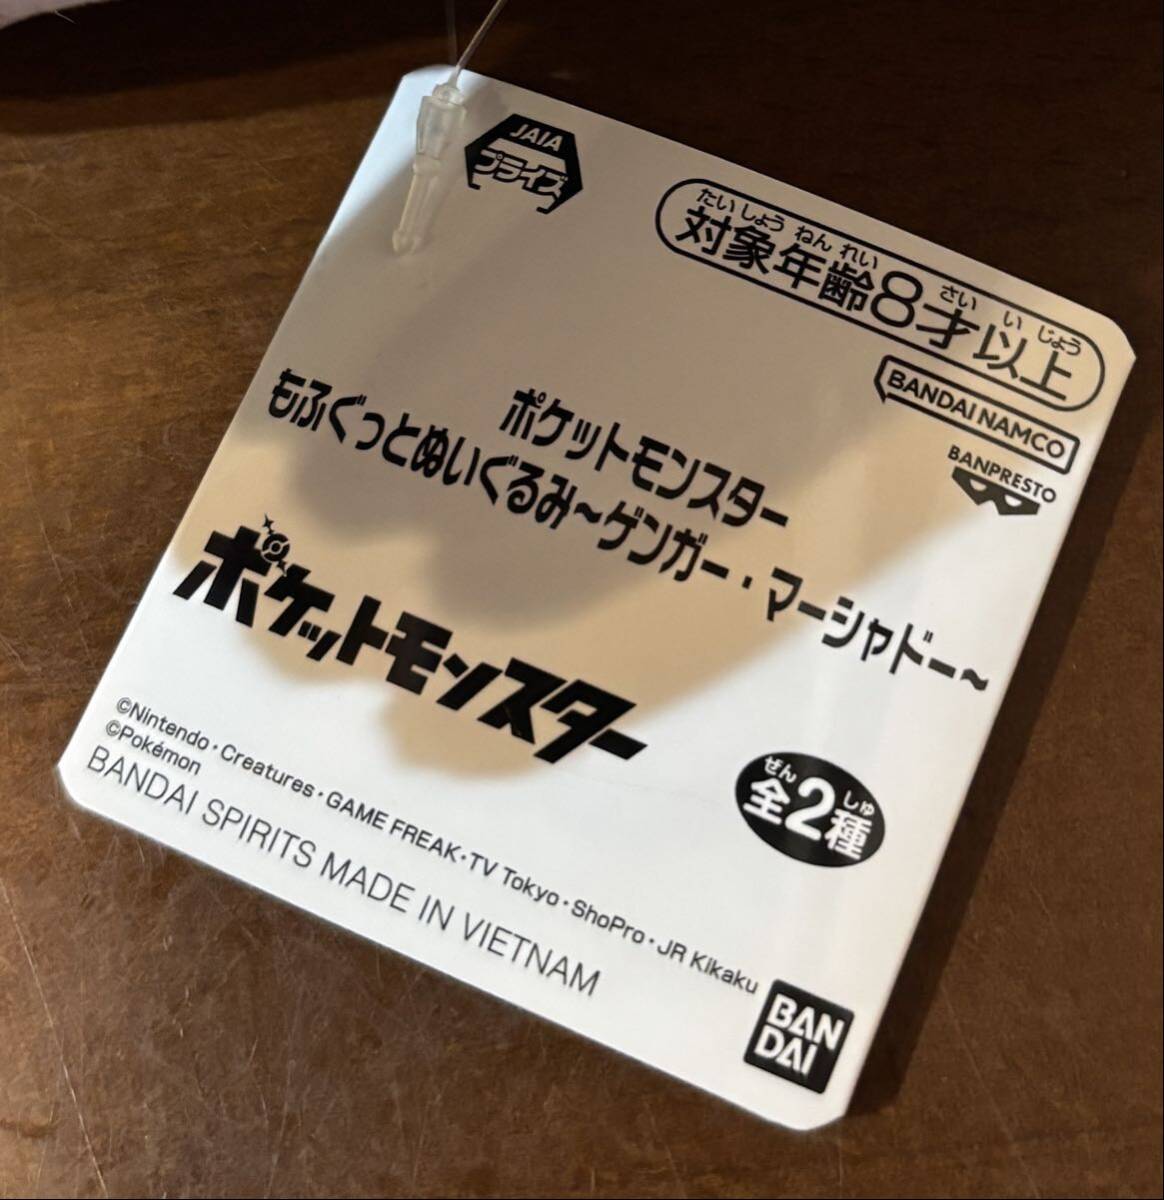 JAIA
プライズ
たいしょうねんれい さいいじょう
対象年齢8才以上
BANDAI NAMCO
BANPRESTO
ポケットモンスター
もふぐっとぬいぐるみ~ゲンガー・マーシャドー~
ポケットモンスター
ぜん しゅ
全2種
©Nintendo・Creatures・GAME FREAK・TV Tokyo・ShoPro・JR Kikaku
©Pokémon
BANDAI SPIRITS MADE IN VIETNAM
BAN
DAI